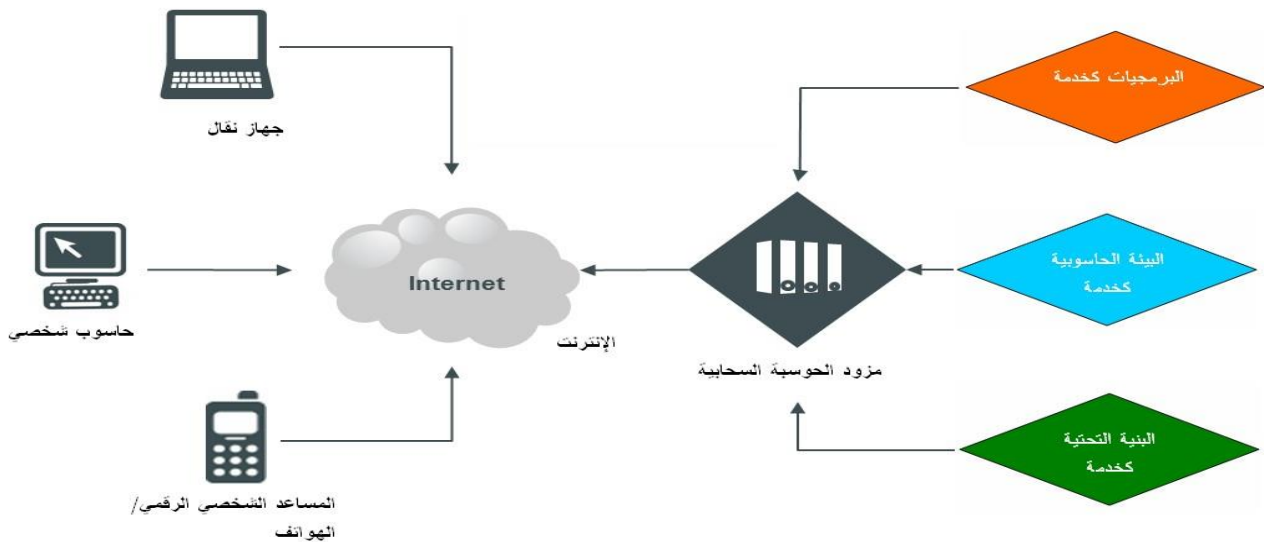 البرمجيات كخدمة
جهاز نقال
البيئة الحاسوبية
كخدمة
Internet
حاسوب شخصي
الإنترنت
مزود الحوسبة السحابية
البنية التحتية
كخدمة
المساعد الشخصي الرقمي/
الهواتف